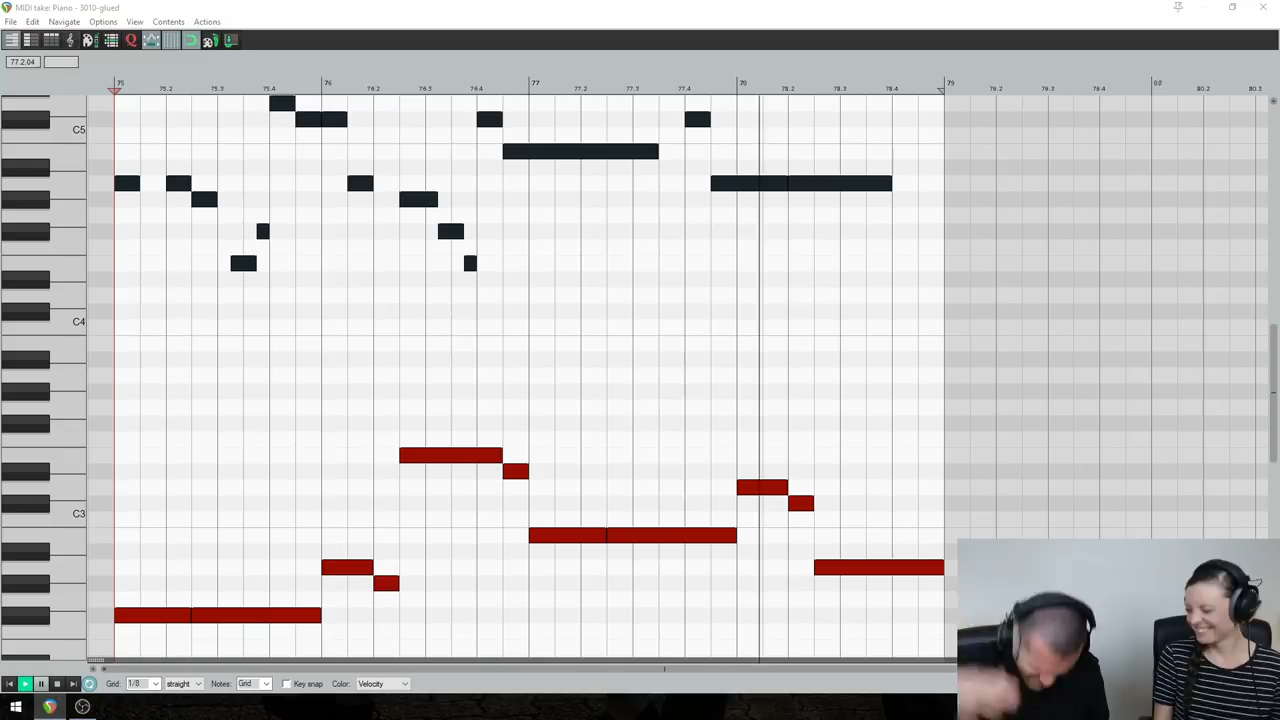 MIDI take: Piano - 3010-glued
File Edit Navigate Options View Contents Actions
77.2.04
75 76 77 70 79 0.0
75.2 75.3 75.4 76.2 76.3 76.4 77.2 77.3 77.4 78.2 78.3 78.4 79.2 79.3 79.4 80.2 80.3
C5
C4
C3
Grid: 1/8 straight Notes: Grid Key snap Color: Velocity